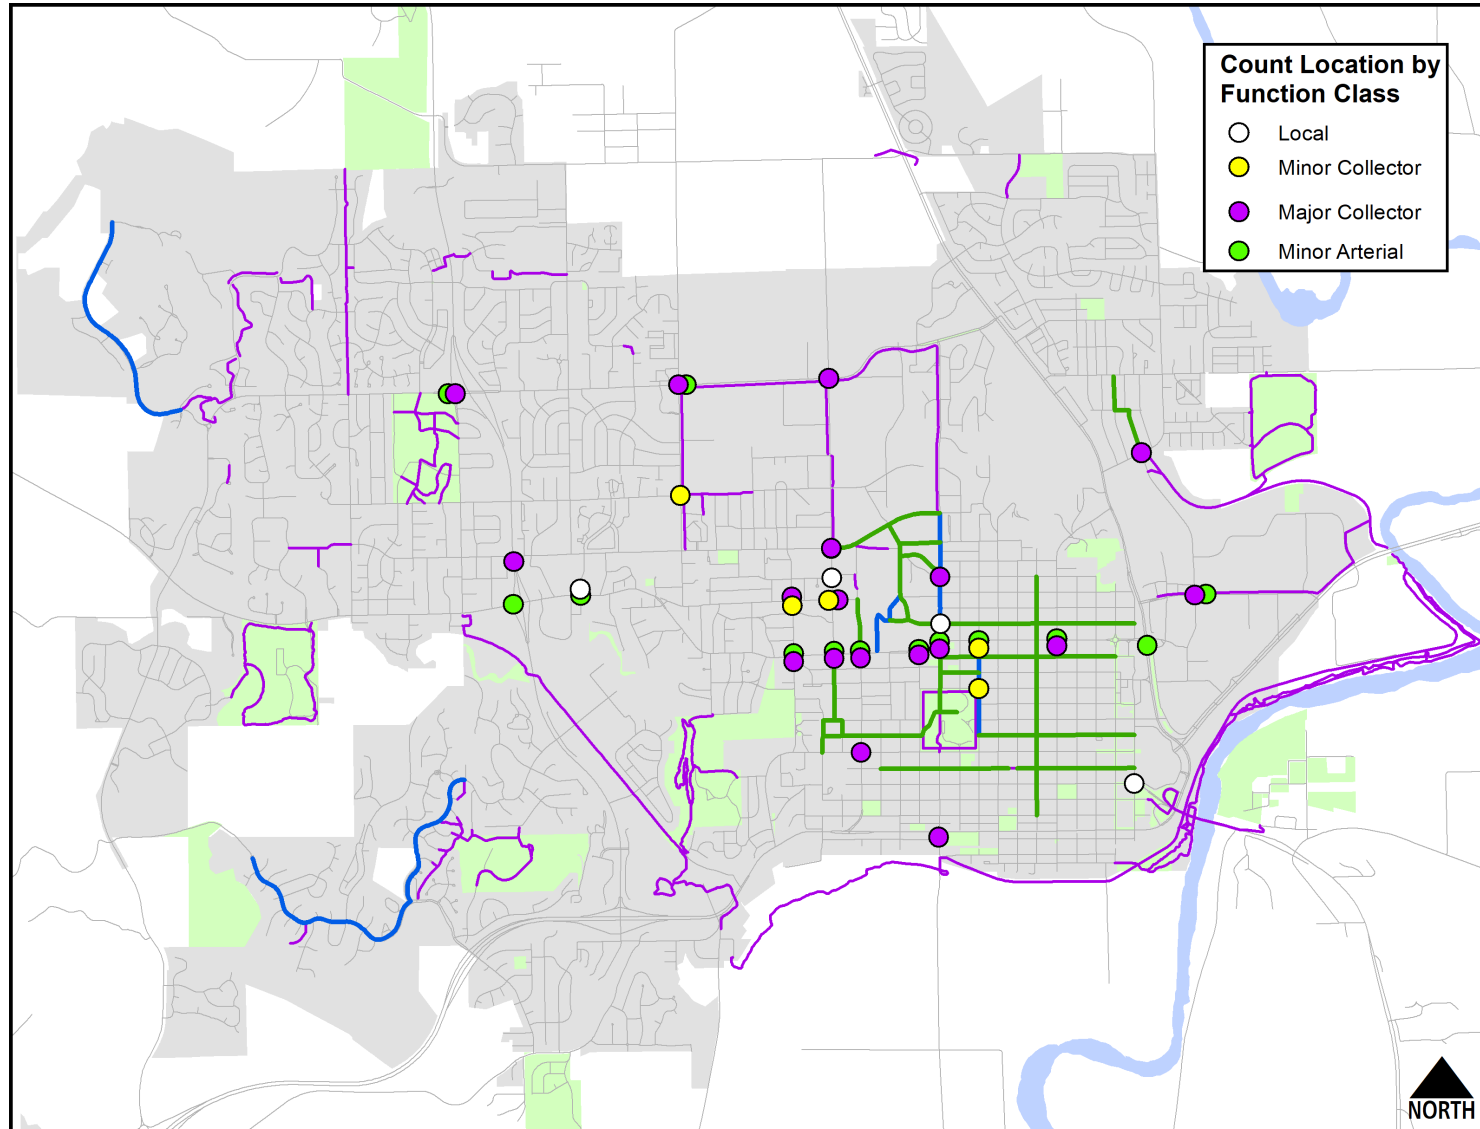 Count Location by
Function Class
Local
Minor Collector
Major Collector
Minor Arterial
NORTH